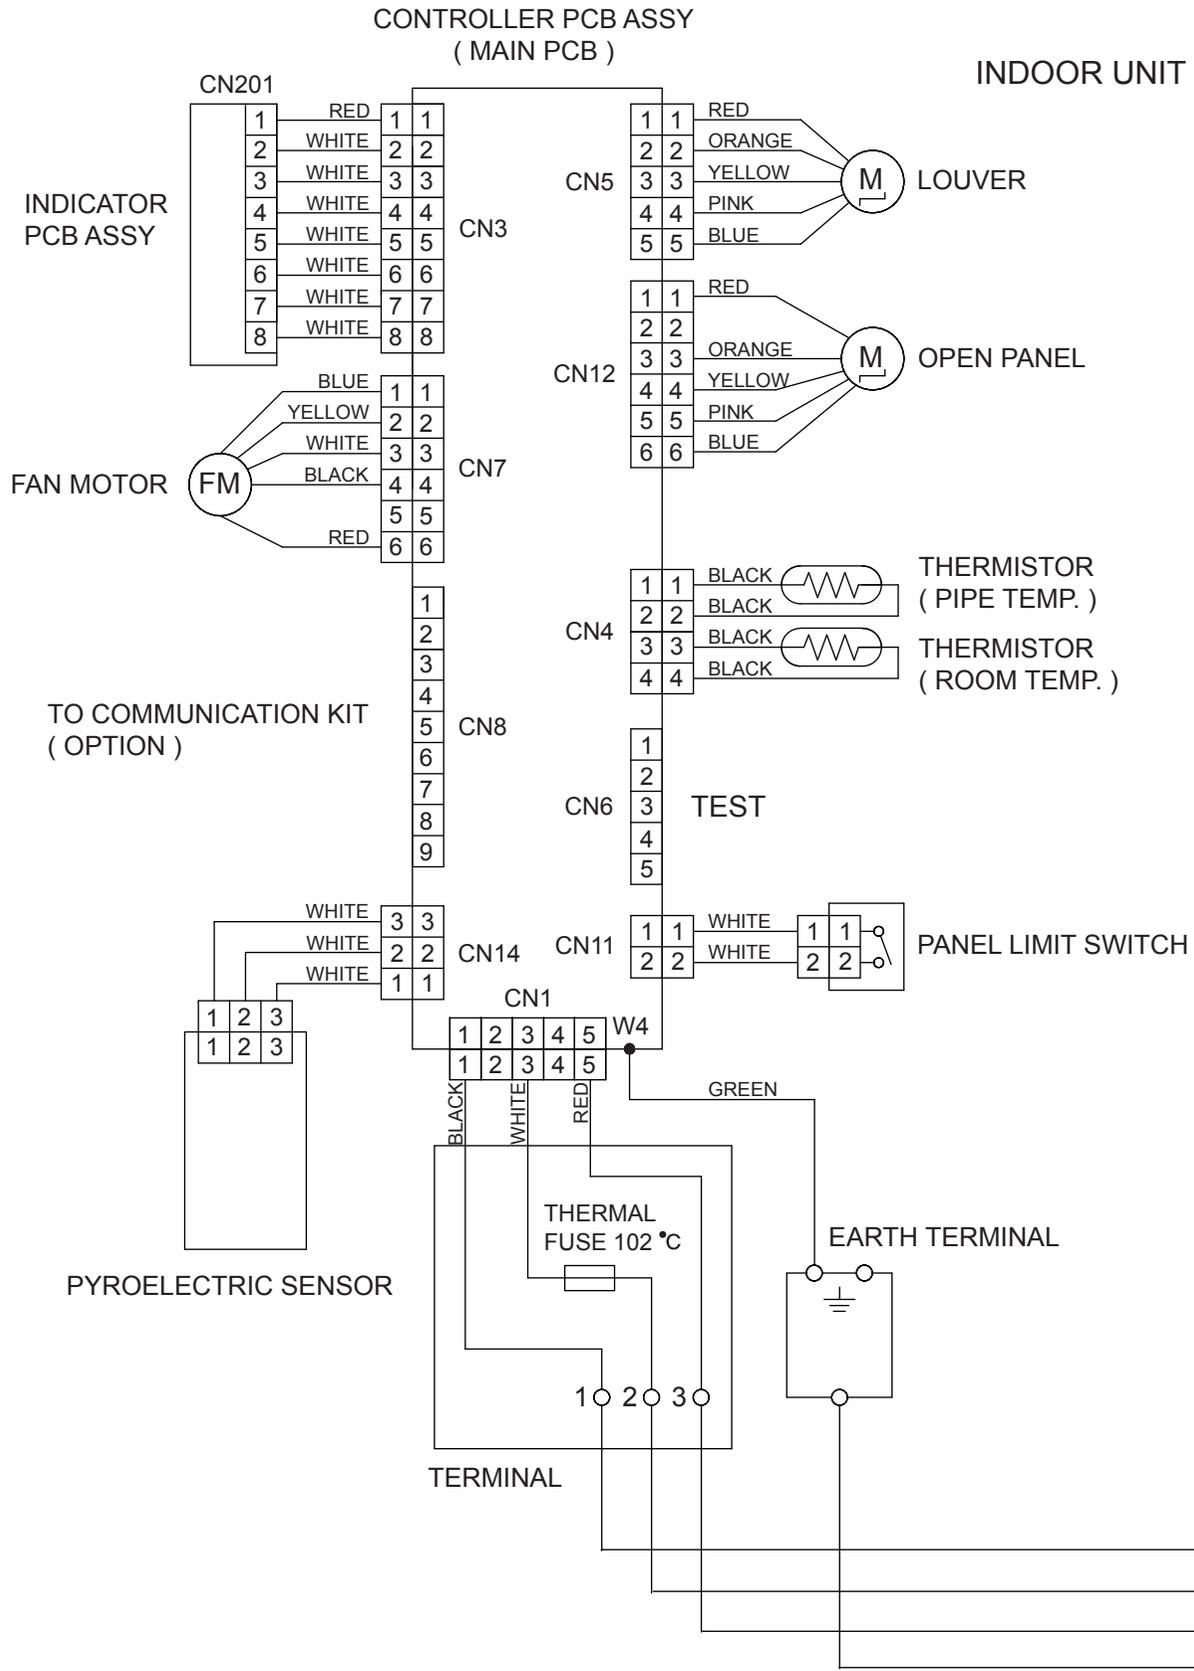 CONTROLLER PCB ASSY
( MAIN PCB )
INDOOR UNIT
CN201
INDICATOR
PCB ASSY
1 RED 1 1
2 WHITE 2 2
3 WHITE 3 3
4 WHITE 4 4
5 WHITE 5 5
6 WHITE 6 6
7 WHITE 7 7
8 WHITE 8 8
CN3
CN5
1 1 RED
2 2 ORANGE
3 3 YELLOW
4 4 PINK
5 5 BLUE
M
LOUVER
CN12
1 1 RED
2 2
3 3 ORANGE
4 4 YELLOW
5 5 PINK
6 6 BLUE
M
OPEN PANEL
FAN MOTOR
FM
BLUE 1 1
YELLOW 2 2
WHITE 3 3
BLACK 4 4
5 5
RED 6 6
CN7
CN4
1 1 BLACK
2 2 BLACK
3 3 BLACK
4 4 BLACK
THERMISTOR
( PIPE TEMP. )
THERMISTOR
( ROOM TEMP. )
TO COMMUNICATION KIT
( OPTION )
1
2
3
4
5
6
7
8
9
CN8
CN6
1
2
3
4
5
TEST
WHITE 3 3
WHITE 2 2
WHITE 1 1
CN14
1 2 3
1 2 3
PYROELECTRIC SENSOR
CN11
1 1 WHITE 1 1
2 2 WHITE 2 2
PANEL LIMIT SWITCH
CN1
1 2 3 4 5
1 2 3 4 5
W4
BLACK
WHITE
RED
GREEN
THERMAL
FUSE 102 °C
EARTH TERMINAL
1 2 3
TERMINAL